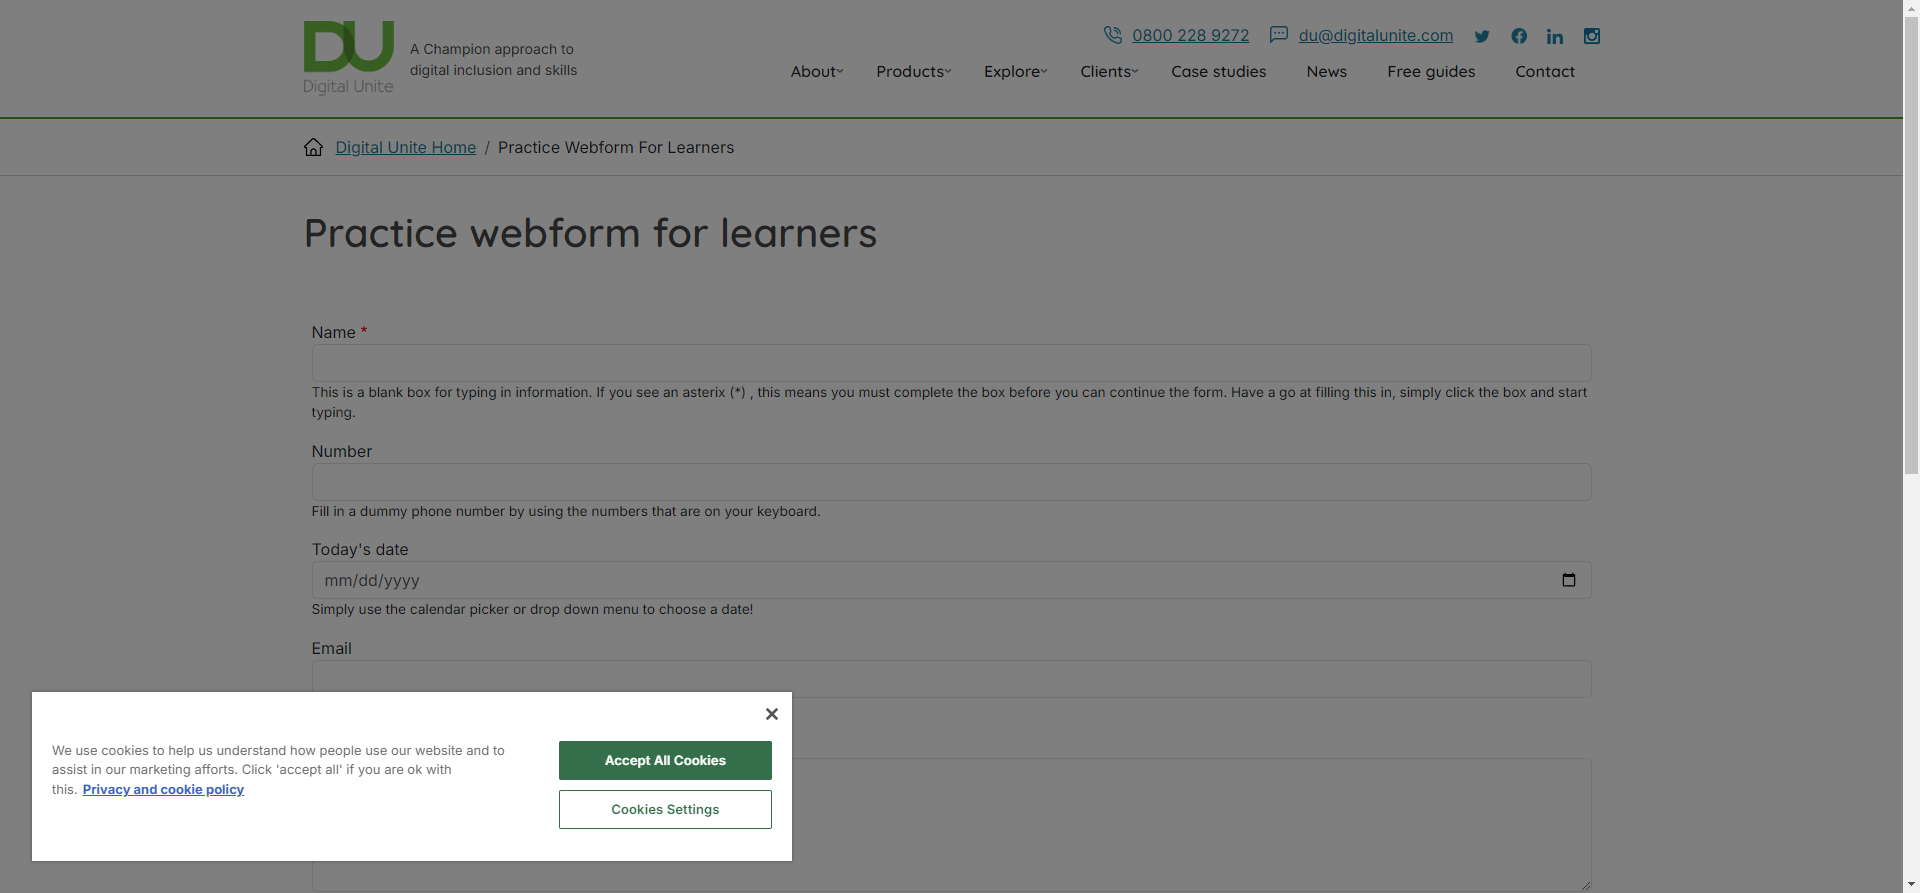 DU
Digital Unite
A Champion approach to
digital inclusion and skills
0800 228 9272 du@digitalunite.com
About Products Explore Clients Case studies News Free guides Contact
Digital Unite Home / Practice Webform For Learners
Practice webform for learners
Name *
This is a blank box for typing in information. If you see an asterix (*) , this means you must complete the box before you can continue the form. Have a go at filling this in, simply click the box and start
typing.
Number
Fill in a dummy phone number by using the numbers that are on your keyboard.
Today's date
mm/dd/yyyy
Simply use the calendar picker or drop down menu to choose a date!
Email
We use cookies to help us understand how people use our website and to
assist in our marketing afforts. Click 'accept all' if you are ok with
this. Privacy and cookie policy
Accept All Cookies
Cookies Settings